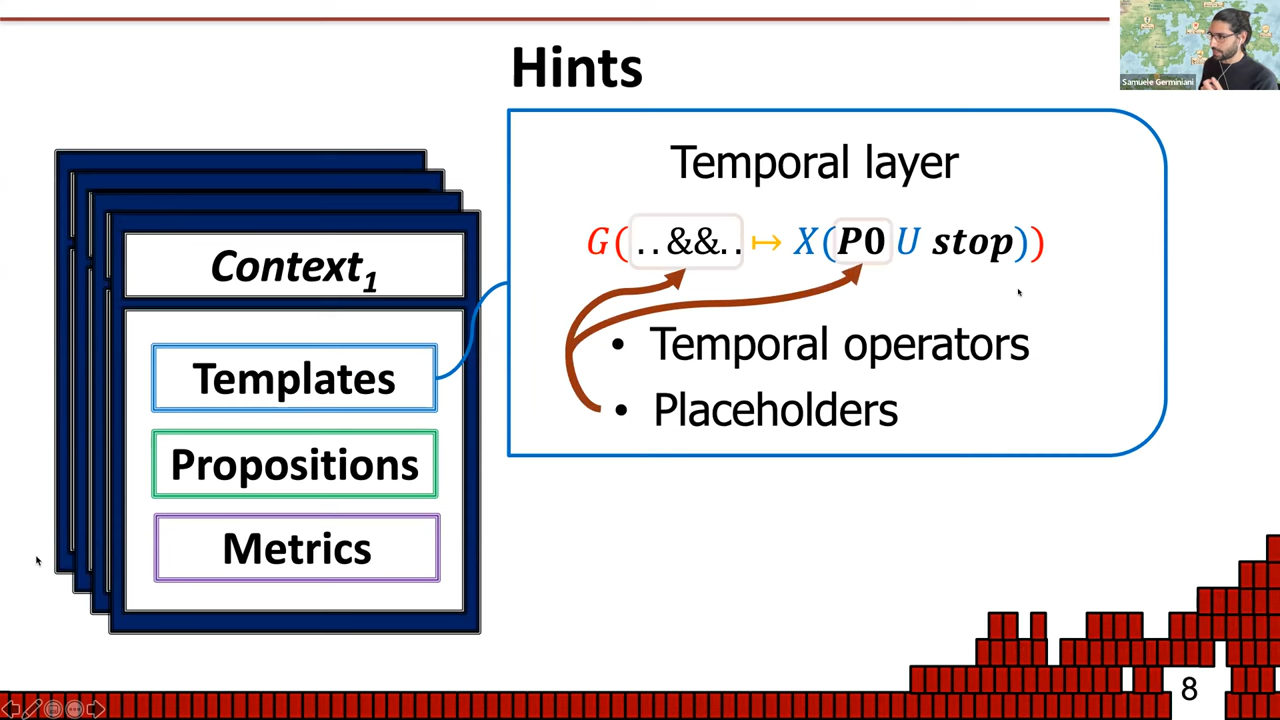 Hints
Samuele Germiniani
Context1
Templates
Propositions
Metrics
Temporal layer
G(..&&.. ↦ X(P0 U stop))
• Temporal operators
• Placeholders
8